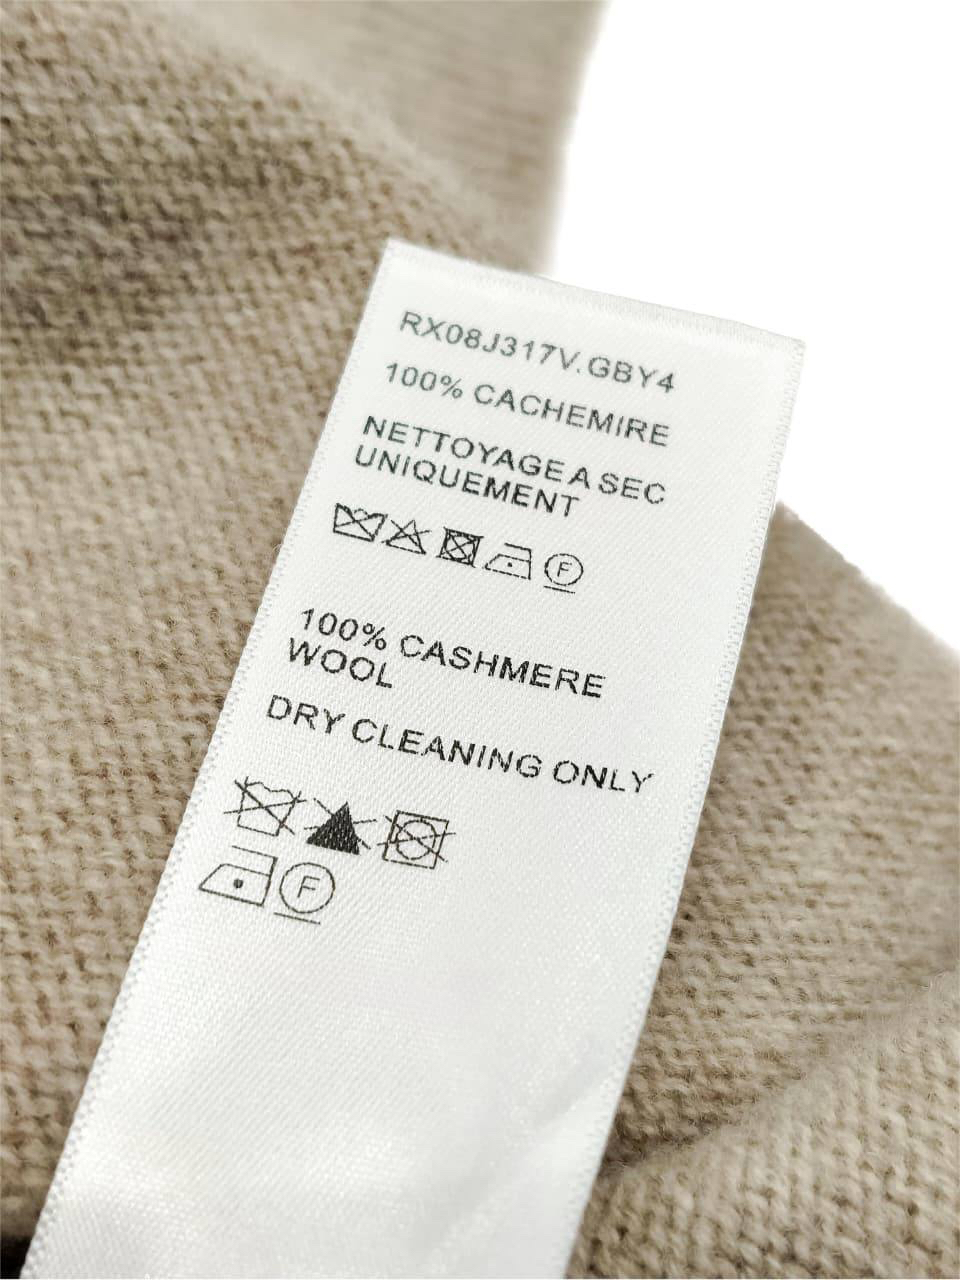 RX08J317V.GBY4
100% CACHEMIRE
NETTOYAGE A SEC
UNIQUEMENT
F
100% CASHMERE
WOOL
DRY CLEANING ONLY
F